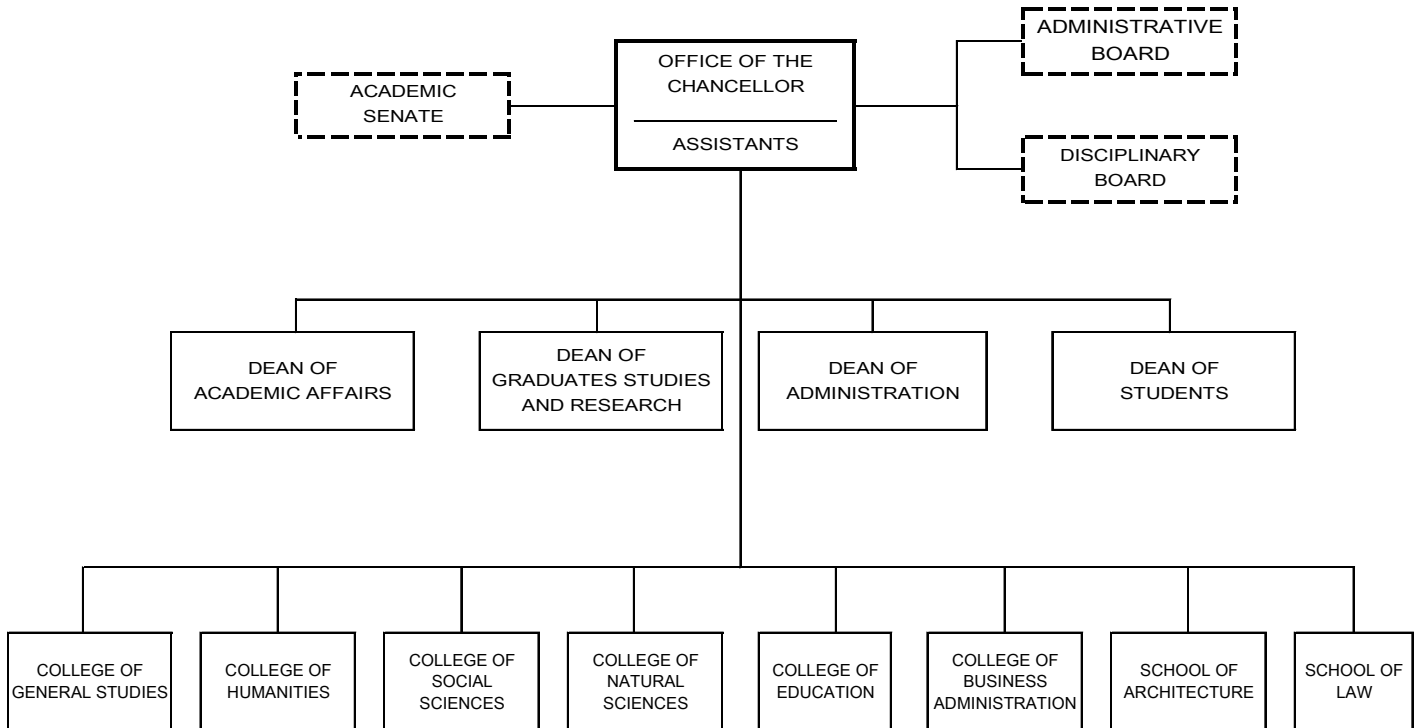 ADMINISTRATIVE
BOARD
OFFICE OF THE
CHANCELLOR
ASSISTANTS
ACADEMIC
SENATE
DISCIPLINARY
BOARD
DEAN OF
ACADEMIC AFFAIRS
DEAN OF
GRADUATES STUDIES
AND RESEARCH
DEAN OF
ADMINISTRATION
DEAN OF
STUDENTS
COLLEGE OF
GENERAL STUDIES
COLLEGE OF
HUMANITIES
COLLEGE OF
SOCIAL
SCIENCES
COLLEGE OF
NATURAL
SCIENCES
COLLEGE OF
EDUCATION
COLLEGE OF
BUSINESS
ADMINISTRATION
SCHOOL OF
ARCHITECTURE
SCHOOL OF
LAW